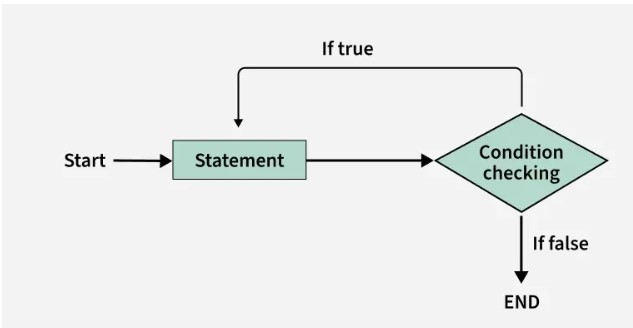 If true
Start
Statement
Condition
checking
If false
END